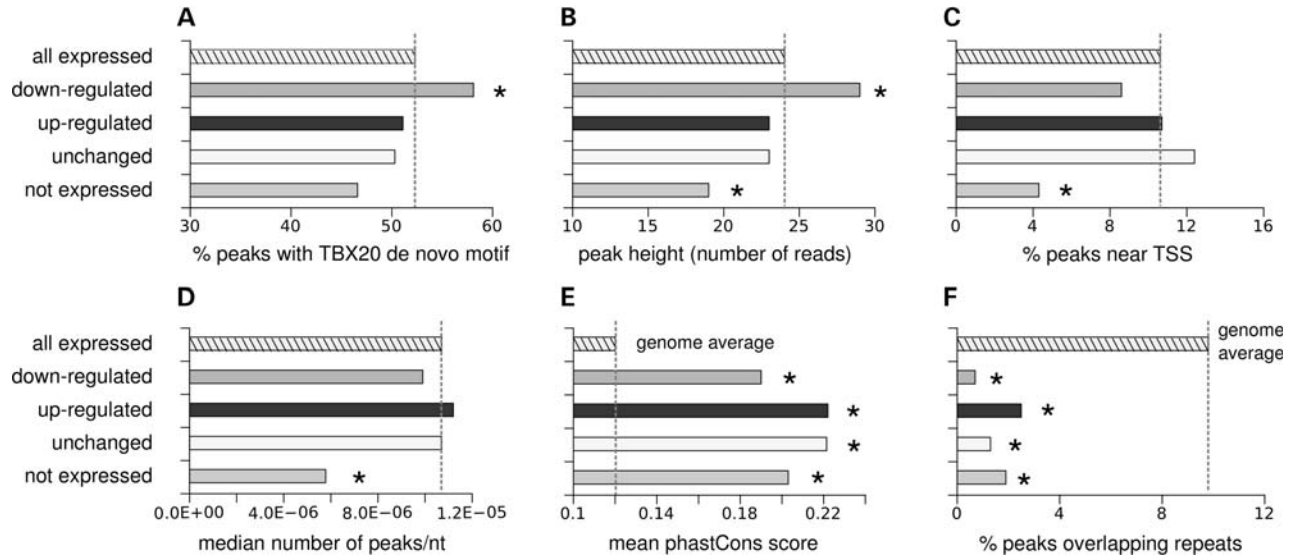 A
B
C
all expressed
down-regulated
*
*
up-regulated
unchanged
not expressed
*
*
30 40 50 60
10 15 20 25 30
0 4 8 12 16
% peaks with TBX20 de novo motif
peak height (number of reads)
% peaks near TSS
D
E
F
all expressed
genome average
genome
average
down-regulated
*
*
up-regulated
*
*
unchanged
*
*
not expressed
*
*
*
0.0E+00 4.0E-06 8.0E-06 1.2E-05
0.1 0.14 0.18 0.22
0 4 8 12
median number of peaks/nt
mean phastCons score
% peaks overlapping repeats